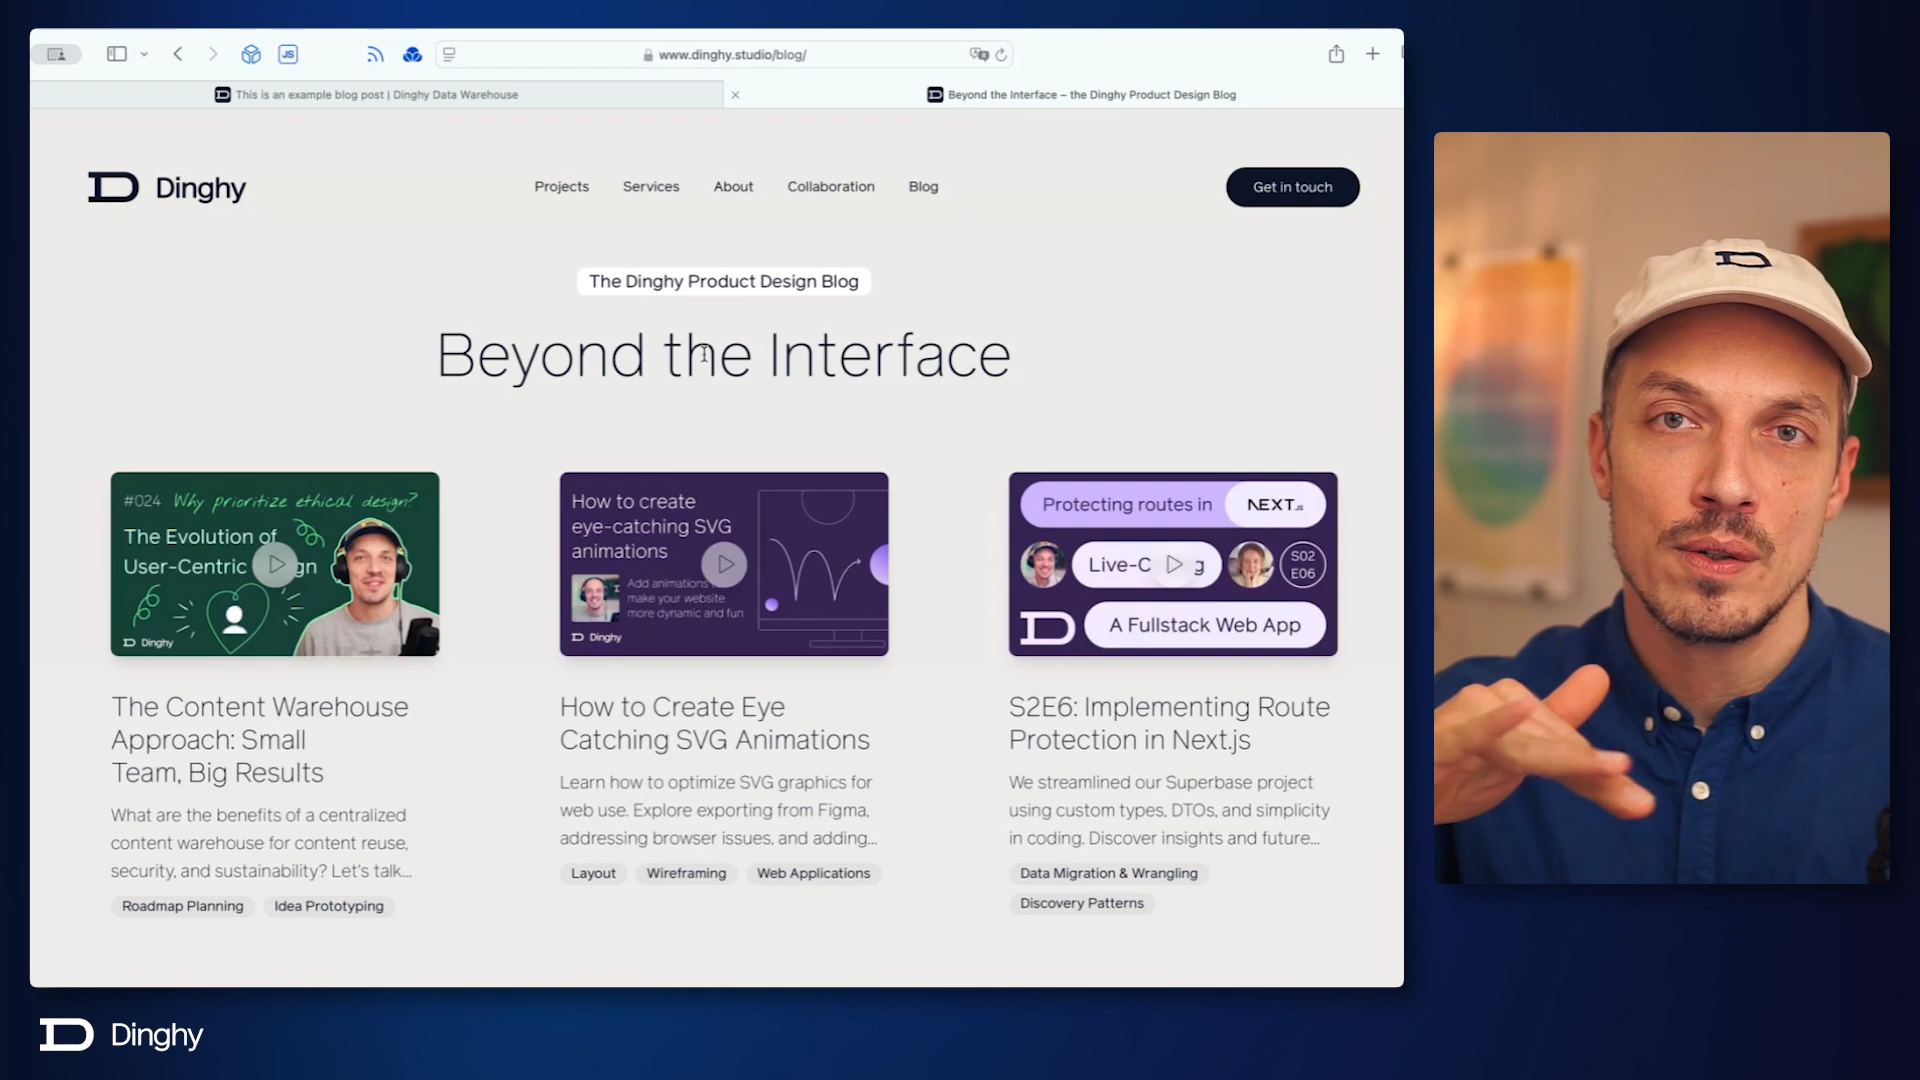 JS
www.dinghy.studio/blog/
This is an example blog post | Dinghy Data Warehouse
Beyond the Interface – the Dinghy Product Design Blog
Dinghy
Projects
Services
About
Collaboration
Blog
Get in touch
The Dinghy Product Design Blog
Beyond the Interface
#024 Why prioritize ethical design?
The Evolution of
User-Centric gn
Dinghy
How to create
eye-catching SVG
animations
Add animations
make your website
more dynamic and fun
Dinghy
Protecting routes in
NEXT.JS
Live-C g
S02
E06
A Fullstack Web App
The Content Warehouse
Approach: Small
Team, Big Results
What are the benefits of a centralized
content warehouse for content reuse,
security, and sustainability? Let's talk...
Roadmap Planning
Idea Prototyping
How to Create Eye
Catching SVG Animations
Learn how to optimize SVG graphics for
web use. Explore exporting from Figma,
addressing browser issues, and adding...
Layout
Wireframing
Web Applications
S2E6: Implementing Route
Protection in Next.js
We streamlined our Superbase project
using custom types, DTOs, and simplicity
in coding. Discover insights and future...
Data Migration & Wrangling
Discovery Patterns
Dinghy